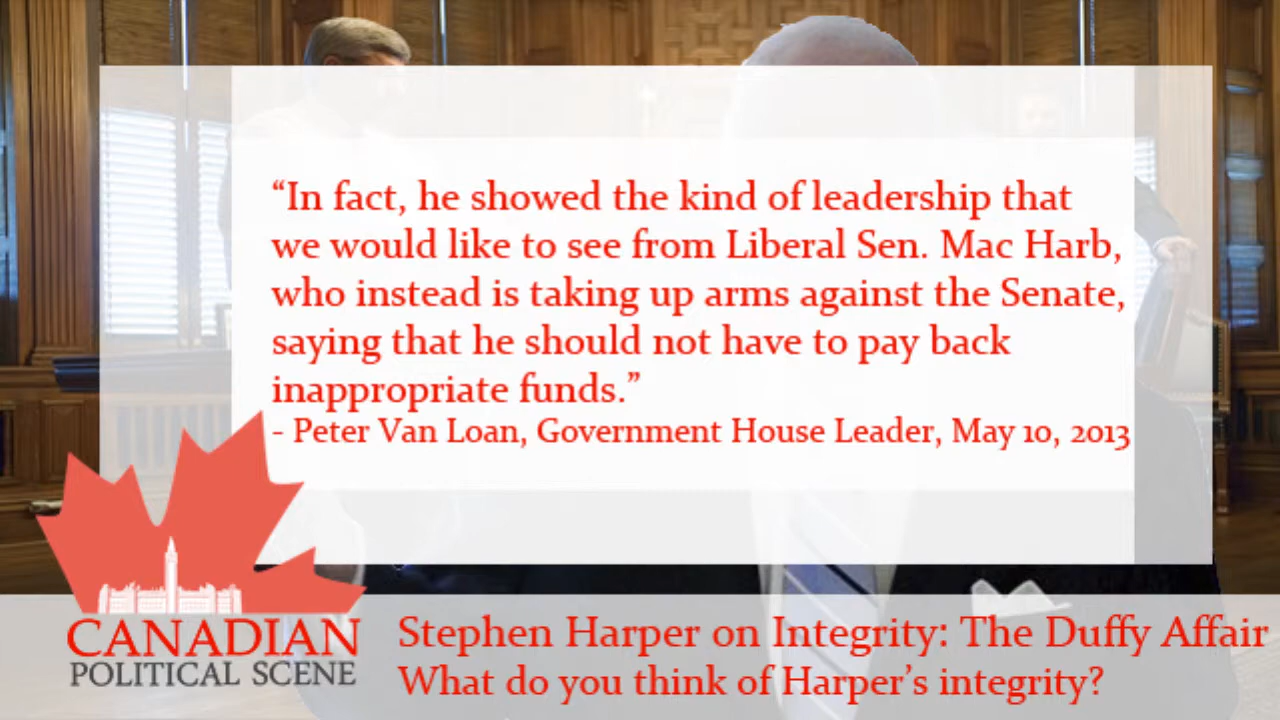 “In fact, he showed the kind of leadership that
we would like to see from Liberal Sen. Mac Harb,
who instead is taking up arms against the Senate,
saying that he should not have to pay back
inappropriate funds.”
- Peter Van Loan, Government House Leader, May 10, 2013
CANADIAN
POLITICAL SCENE
Stephen Harper on Integrity: The Duffy Affair
What do you think of Harper’s integrity?